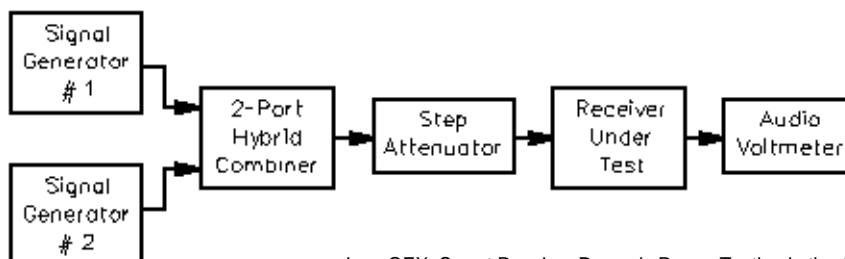 Signal
Generator
# 1
2-Port
Hybrid
Combiner
Step
Attenuator
Receiver
Under
Test
Audio
Voltmeter
Signal
Generator
# 2